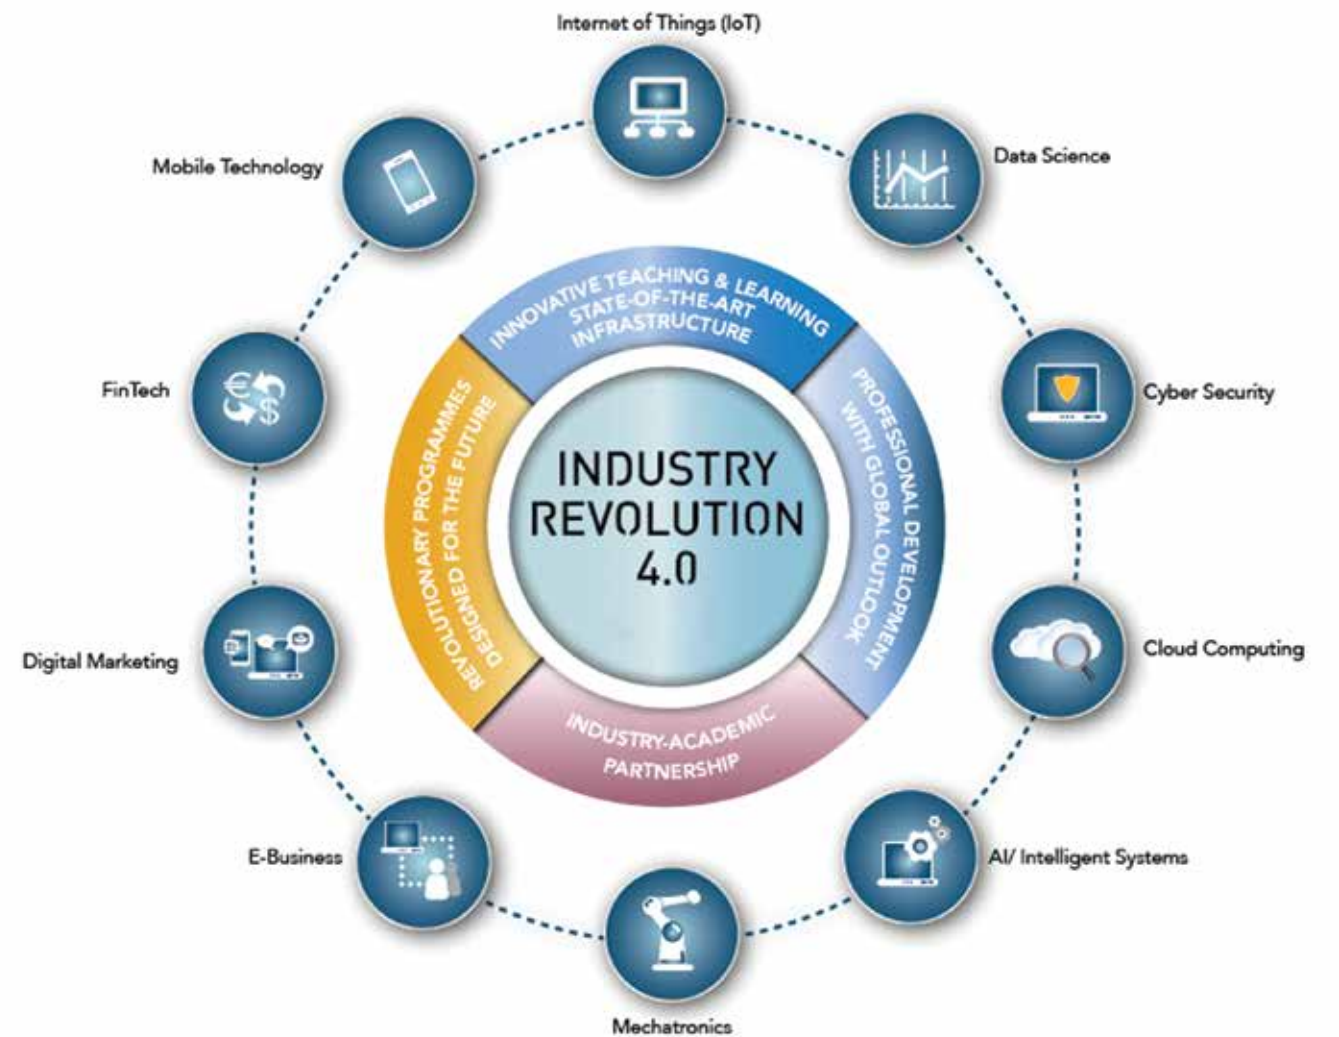 Internet of Things (IoT)
Data Science
Cyber Security
Cloud Computing
AI/ Intelligent Systems
Mechatronics
E-Business
Digital Marketing
FinTech
Mobile Technology
INNOVATIVE TEACHING & LEARNING
STATE-OF-THE-ART
INFRASTRUCTURE
PROFESSIONAL DEVELOPMENT
WITH GLOBAL OUTLOOK
INDUSTRY-ACADEMIC
PARTNERSHIP
REVOLUTIONARY PROGRAMMES
DESIGNED FOR THE FUTURE
INDUSTRY
REVOLUTION
4.0